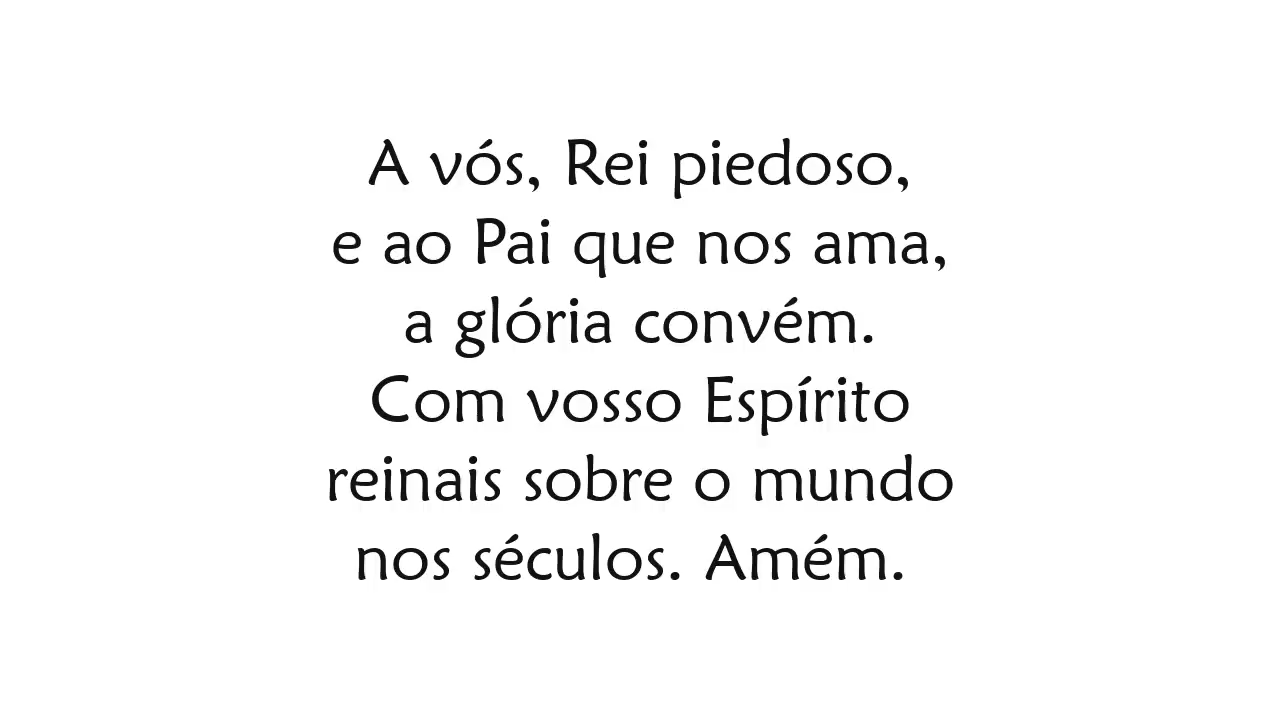 A vós, Rei piedoso,
e ao Pai que nos ama,
a glória convém.
Com vosso Espírito
reinais sobre o mundo
nos séculos. Amém.